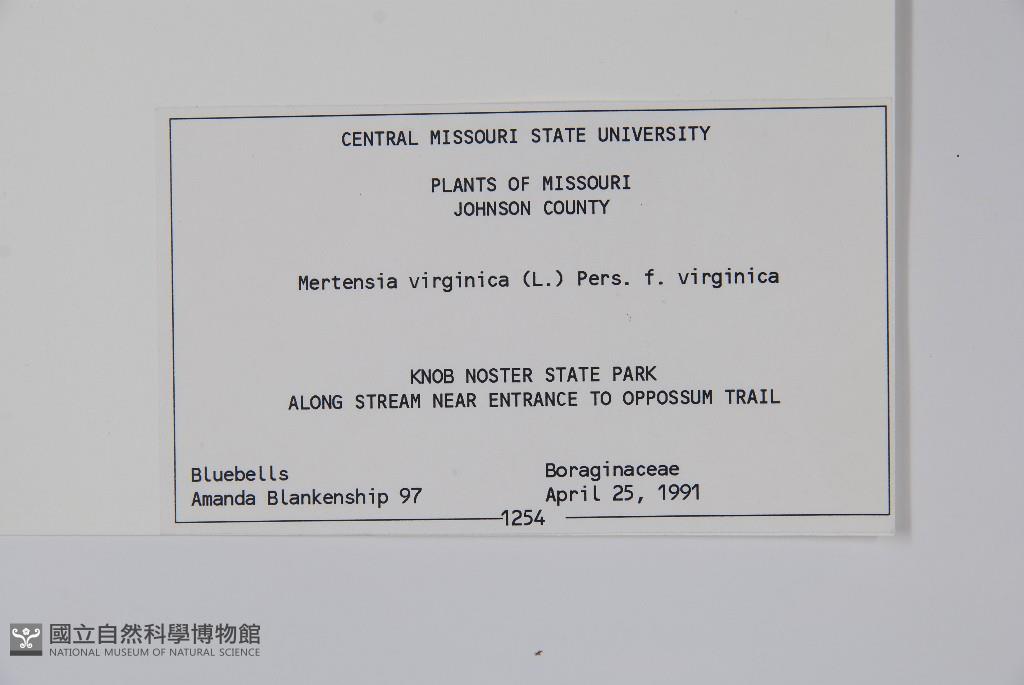 CENTRAL MISSOURI STATE UNIVERSITY
PLANTS OF MISSOURI
JOHNSON COUNTY
Mertensia virginica (L.) Pers. f. virginica
KNOB NOSTER STATE PARK
ALONG STREAM NEAR ENTRANCE TO OPPOSSUM TRAIL
Bluebells Boraginaceae
Amanda Blankenship 97 April 25, 1991
1254
國立自然科學博物館
NATIONAL MUSEUM OF NATURAL SCIENCE